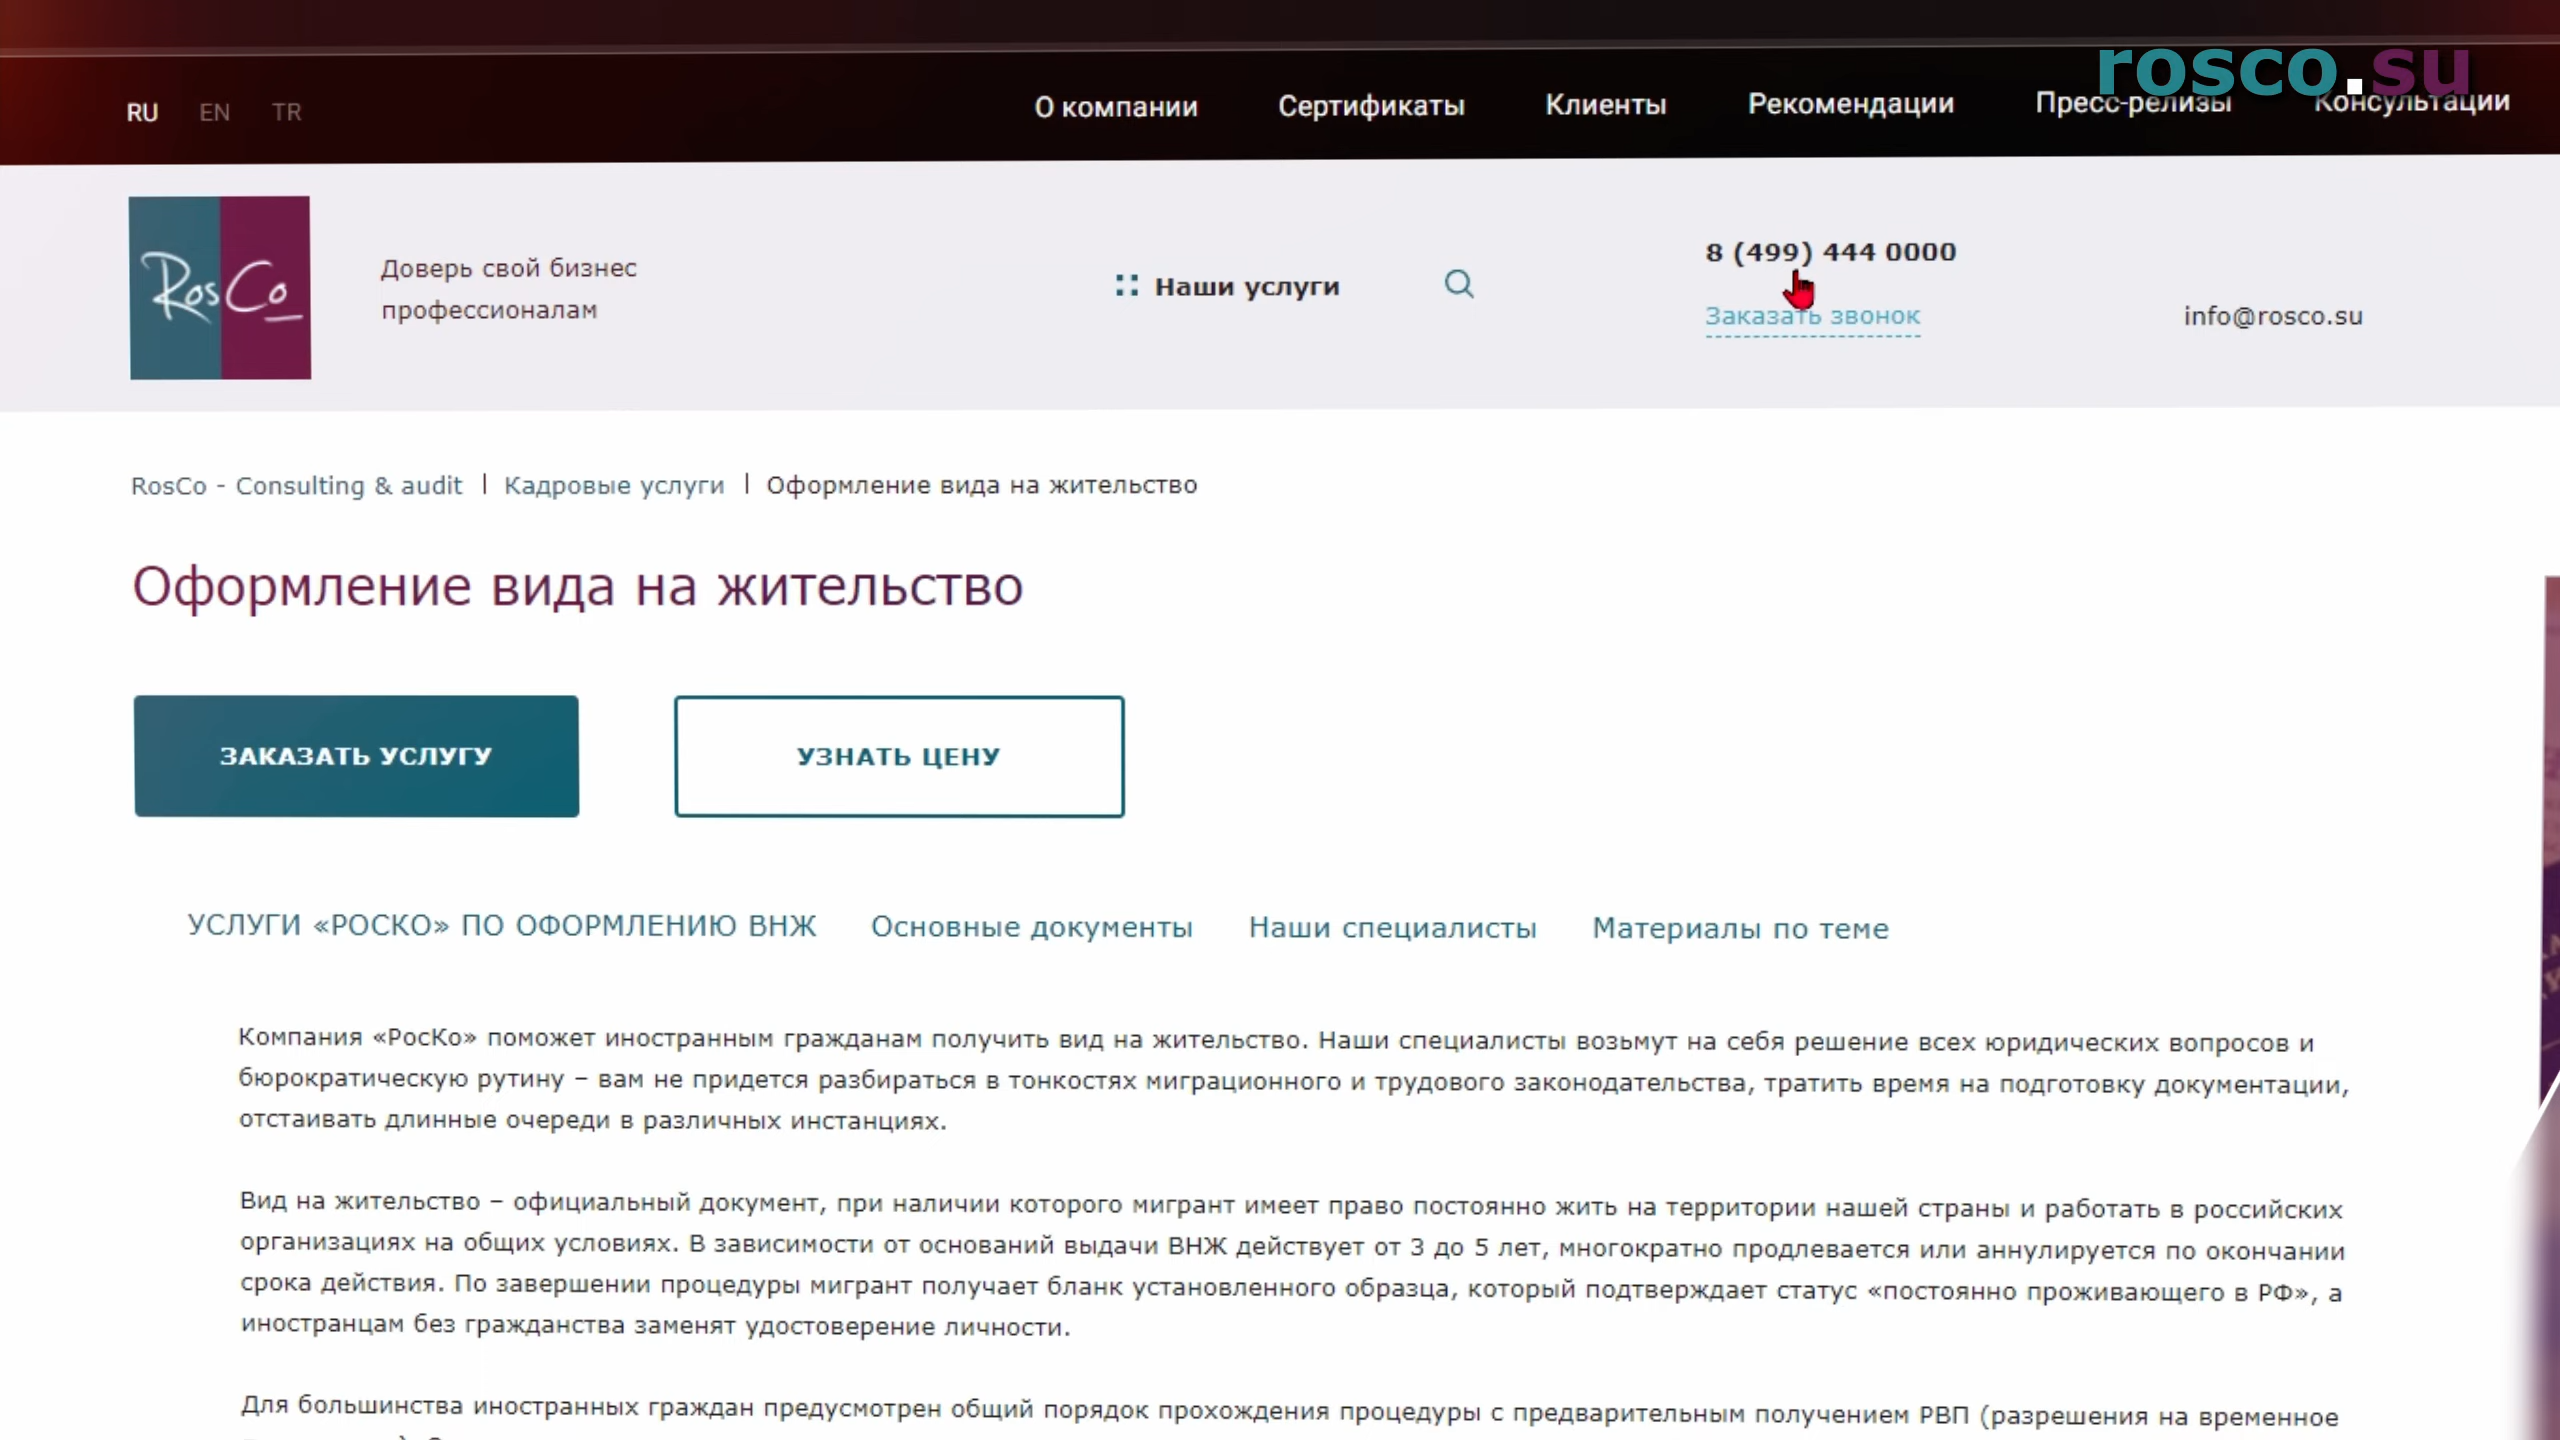 rosco.su
RU EN TR О компании Сертификаты Клиенты Рекомендации Пресс-релизы Консультации
RosCo
Доверь свой бизнес
профессионалам
Наши услуги
8 (499) 444 0000
Заказать звонок
info@rosco.su
RosCo - Consulting & audit | Кадровые услуги | Оформление вида на жительство
Оформление вида на жительство
ЗАКАЗАТЬ УСЛУГУ УЗНАТЬ ЦЕНУ
УСЛУГИ «РОСКО» ПО ОФОРМЛЕНИЮ ВНЖ Основные документы Наши специалисты Материалы по теме
Компания «РосКо» поможет иностранным гражданам получить вид на жительство. Наши специалисты возьмут на себя решение всех юридических вопросов и
бюрократическую рутину – вам не придется разбираться в тонкостях миграционного и трудового законодательства, тратить время на подготовку документации,
отстаивать длинные очереди в различных инстанциях.
Вид на жительство – официальный документ, при наличии которого мигрант имеет право постоянно жить на территории нашей страны и работать в российских
организациях на общих условиях. В зависимости от оснований выдачи ВНЖ действует от 3 до 5 лет, многократно продлевается или аннулируется по окончании
срока действия. По завершении процедуры мигрант получает бланк установленного образца, который подтверждает статус «постоянно проживающего в РФ», а
иностранцам без гражданства заменят удостоверение личности.
Для большинства иностранных граждан предусмотрен общий порядок прохождения процедуры с предварительным получением РВП (разрешения на временное